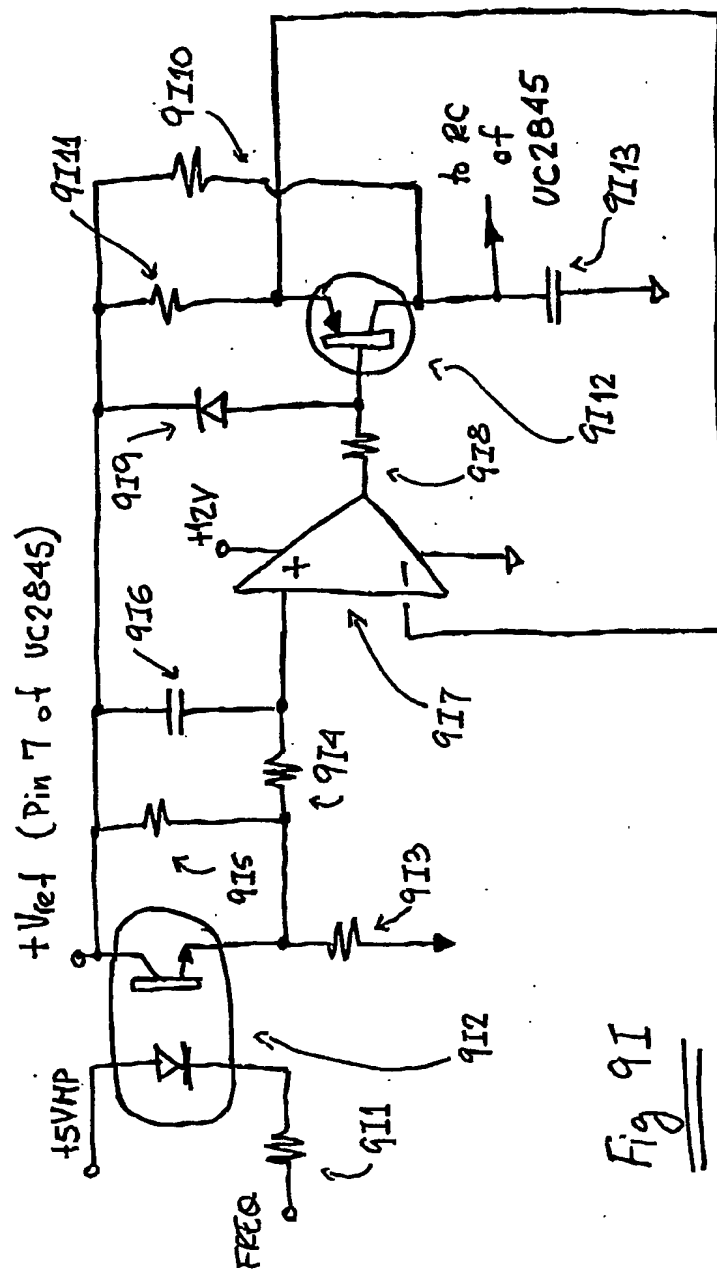 +Vref (Pin 7 of UC2845)
+5VHP
FREQ
9I1
9I2
9I3
9I5
9I4
9I6
+12V
+
-
9I7
9I8
9I9
9I11
9I10
9I12
to RC
of
UC2845
9I13
Fig 9I